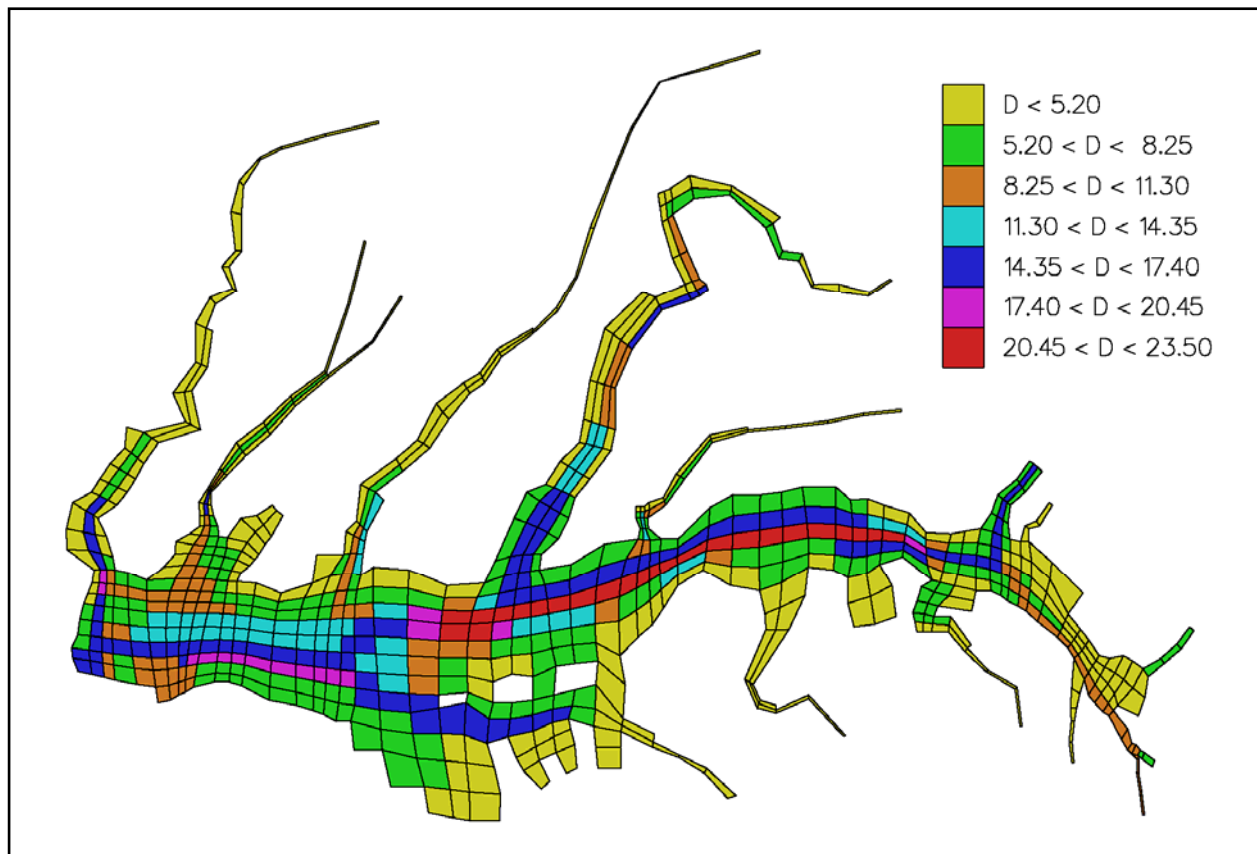 D < 5.20
5.20 < D < 8.25
8.25 < D < 11.30
11.30 < D < 14.35
14.35 < D < 17.40
17.40 < D < 20.45
20.45 < D < 23.50